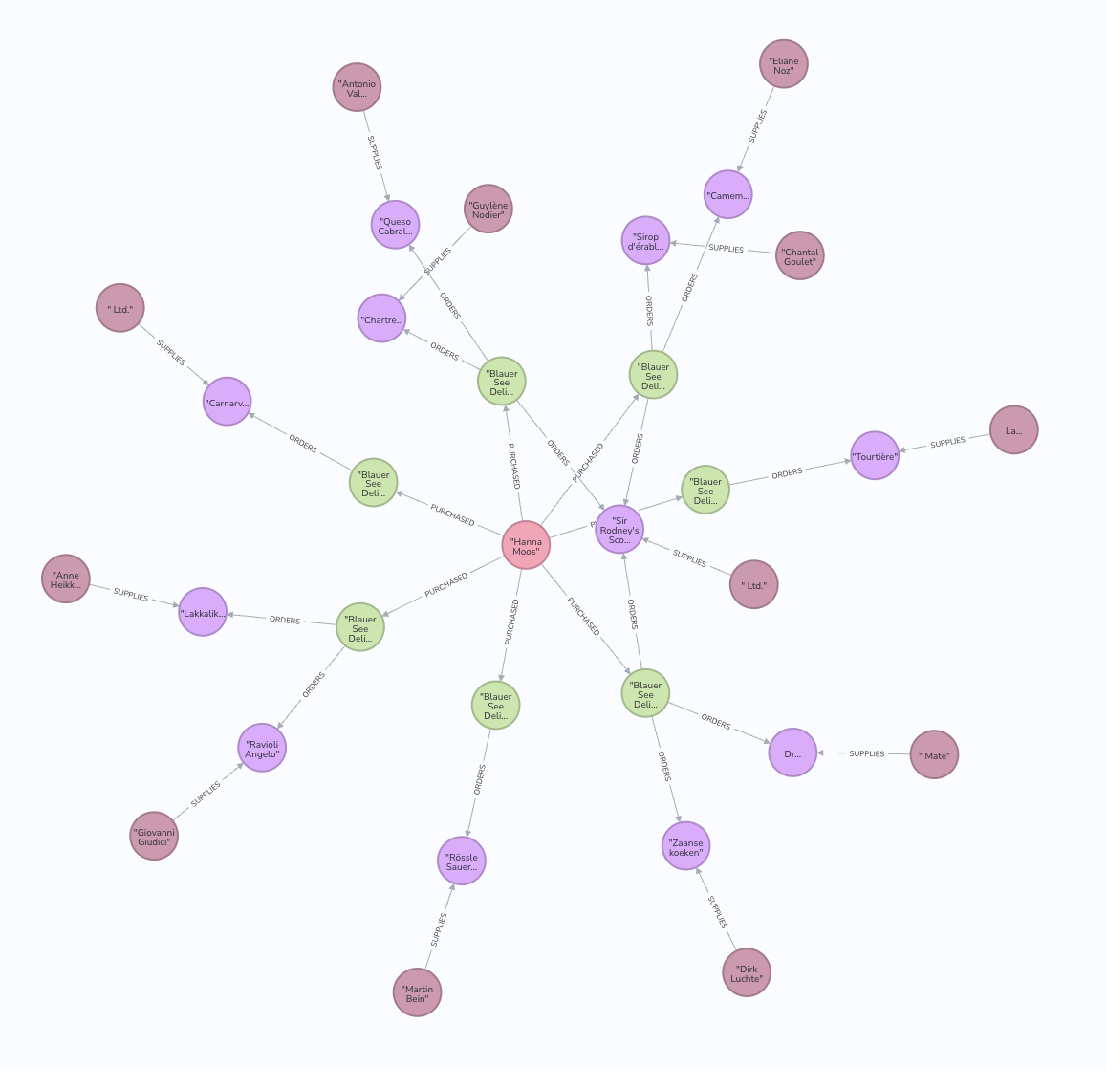 "Eliane
Noz"
"Antonio
Val...
SUPPLIES
SUPPLIES
"Camem...
"Guylène
Nodier"
"Queso
Cabral...
"Sirop
d'érabl...
SUPPLIES
"Chantal
Goulet"
SUPPLIES
ORDERS
ORDERS
ORDERS
" Ltd."
"Chartre...
ORDERS
SUPPLIES
"Blauer
See
Deli...
"Blauer
See
Deli...
"Carnarv...
ORDERS
La...
SUPPLIES
"Tourtière"
ORDERS
ORDERS
ORDERS
PURCHASED
PURCHASED
ORDERS
"Blauer
See
Deli...
"Blauer
See
Deli...
PURCHASED
"Sir
Rodney's
Sco...
"Hanna
Moos"
SUPPLIES
" Ltd."
"Anne
Heikk...
SUPPLIES
PURCHASED
"Lakkalik...
ORDERS
"Blauer
See
Deli...
PURCHASED
PURCHASED
ORDERS
ORDERS
"Blauer
See
Deli...
"Blauer
See
Deli...
ORDERS
"Ravioli
Angelo"
Dr...
SUPPLIES
" Mate"
ORDERS
ORDERS
SUPPLIES
"Giovanni
Giudici"
"Zaanse
koeken"
"Rössle
Sauer...
SUPPLIES
SUPPLIES
"Dirk
Luchte"
"Martin
Bein"